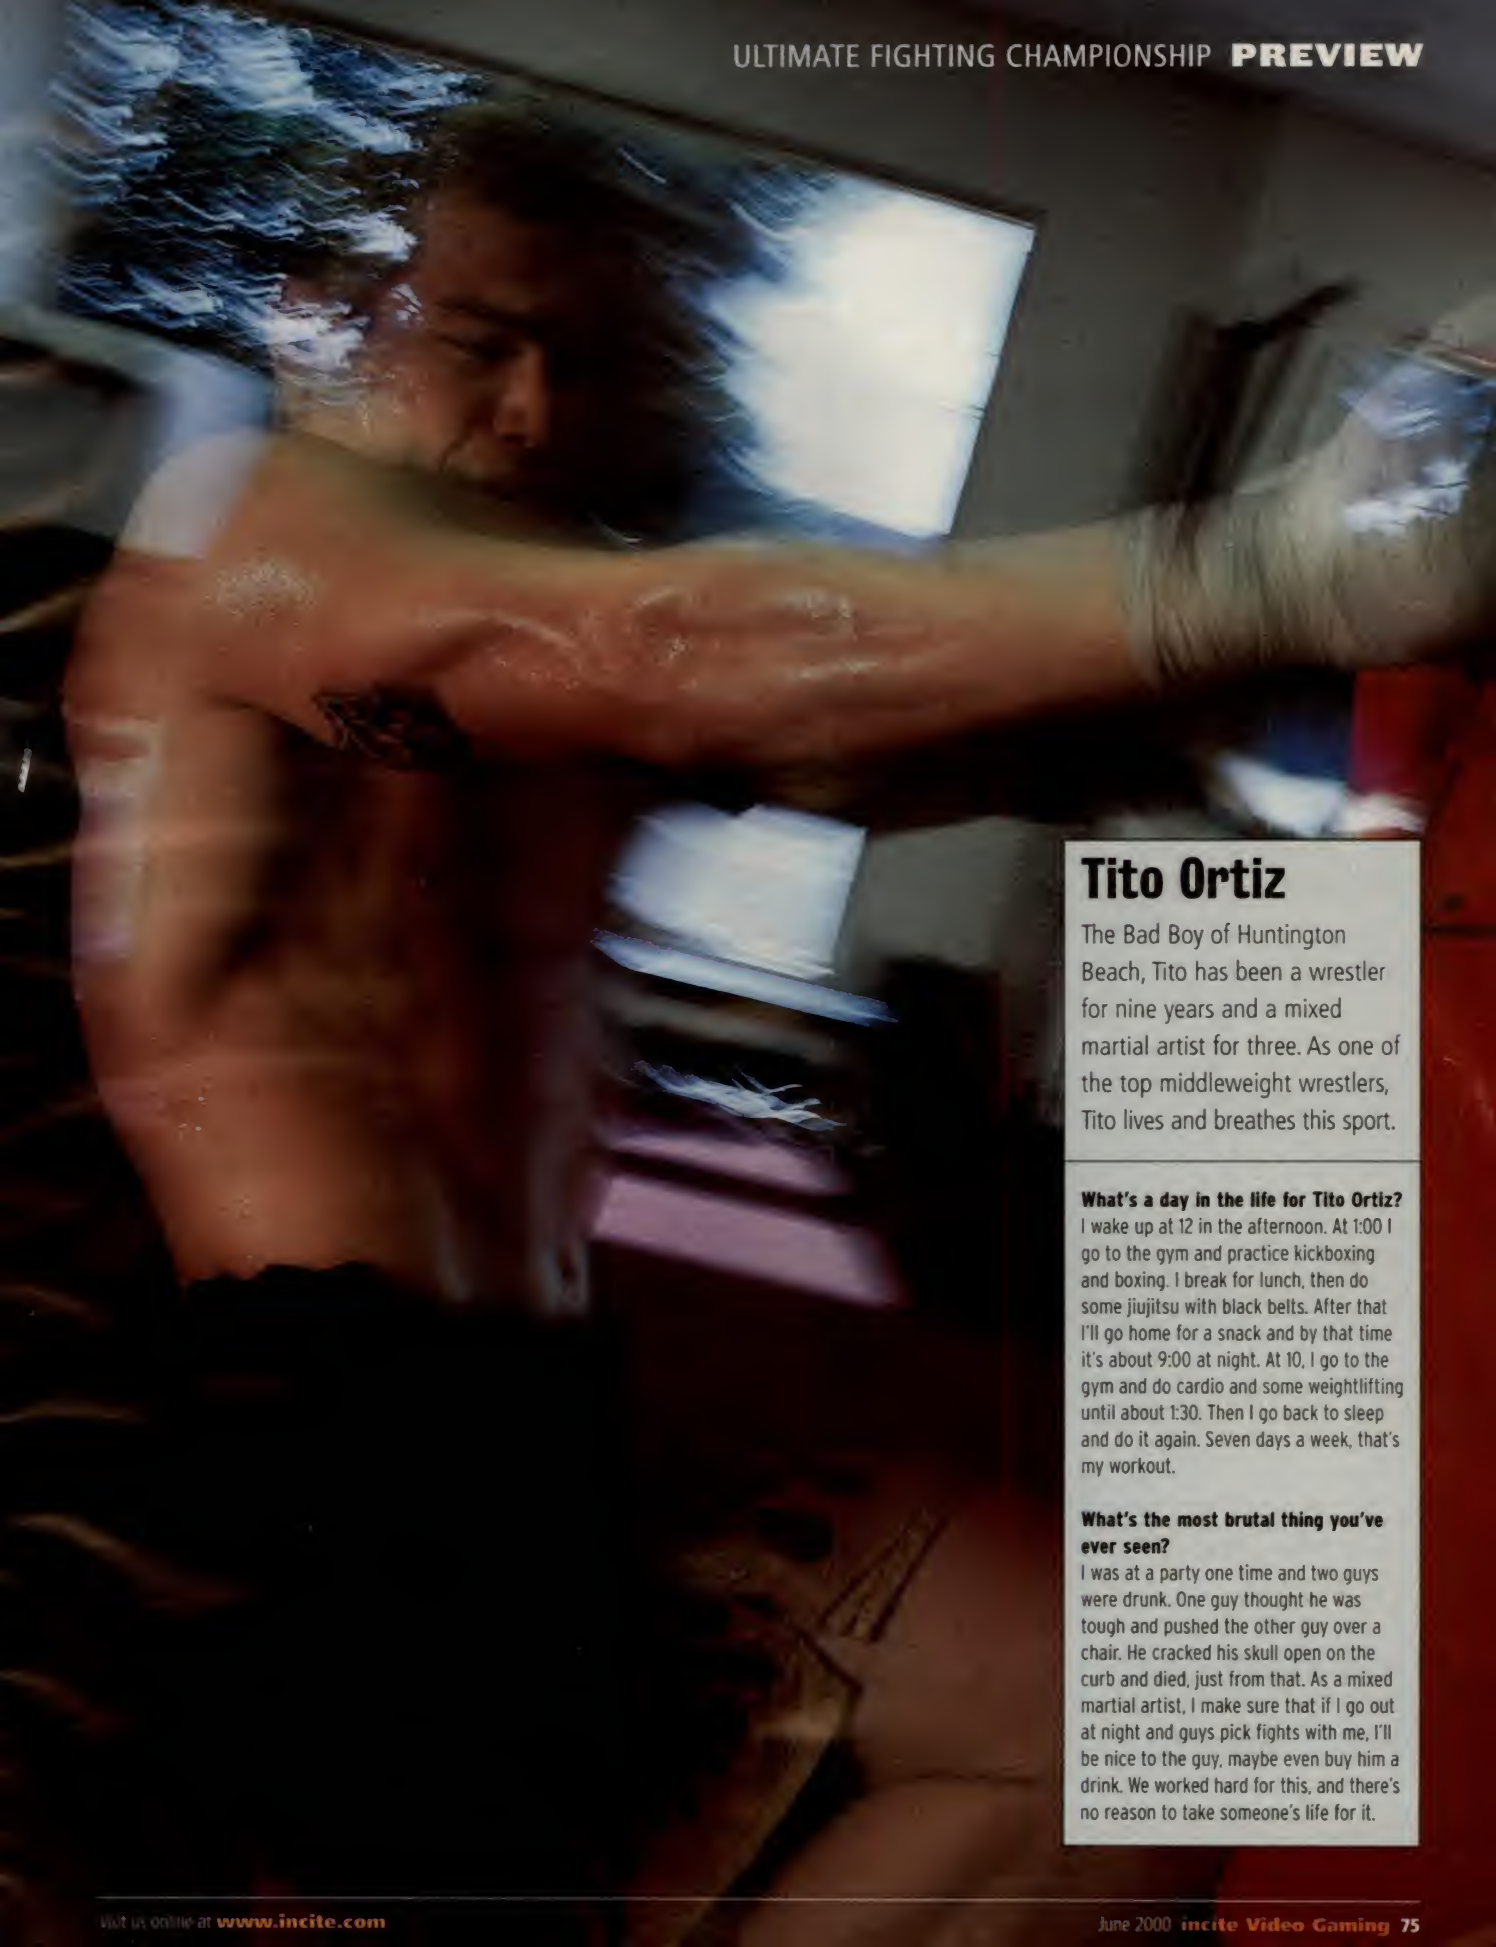 ULTIMATE FIGHTING CHAMPIONSHIP PREVIEW
Tito Ortiz
The Bad Boy of Huntington
Beach, Tito has been a wrestler
for nine years and a mixed
martial artist for three. As one of
the top middleweight wrestlers,
Tito lives and breathes this sport.
What's a day in the life for Tito Ortiz?
I wake up at 12 in the afternoon. At 1:00 I
go to the gym and practice kickboxing
and boxing. I break for lunch, then do
some jiujitsu with black belts. After that
I'll go home for a snack and by that time
it's about 9:00 at night. At 10, I go to the
gym and do cardio and some weightlifting
until about 1:30. Then I go back to sleep
and do it again. Seven days a week, that's
my workout.
What's the most brutal thing you've
ever seen?
I was at a party one time and two guys
were drunk. One guy thought he was
tough and pushed the other guy over a
chair. He cracked his skull open on the
curb and died, just from that. As a mixed
martial artist, I make sure that if I go out
at night and guys pick fights with me, I'll
be nice to the guy, maybe even buy him a
drink. We worked hard for this, and there's
no reason to take someone's life for it.
visit us online at www.incite.com
June 2000 incite Video Gaming 75